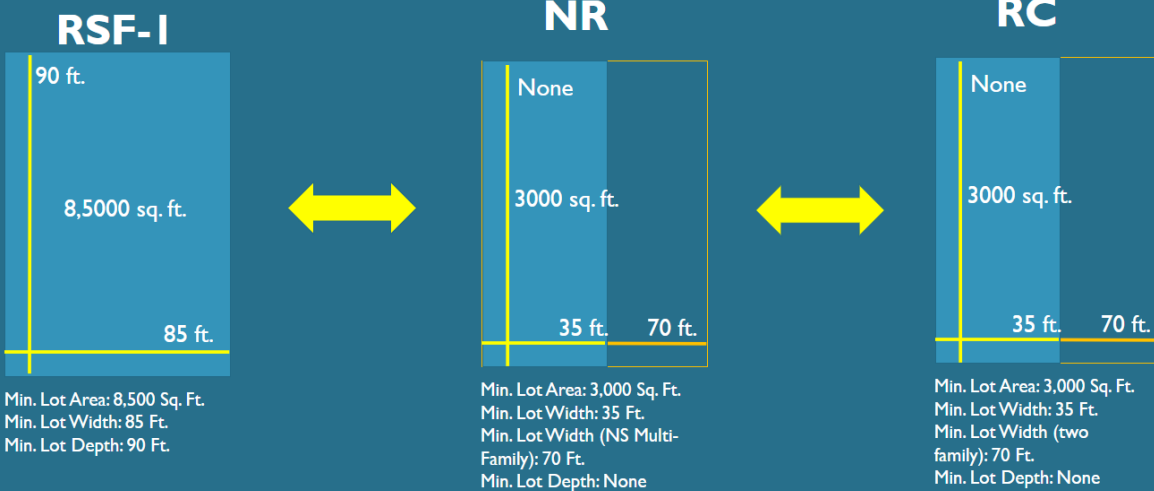 RSF-1
90 ft.
8,5000 sq. ft.
85 ft.
Min. Lot Area: 8,500 Sq. Ft.
Min. Lot Width: 85 Ft.
Min. Lot Depth: 90 Ft.
NR
None
3000 sq. ft.
35 ft.
70 ft.
Min. Lot Area: 3,000 Sq. Ft.
Min. Lot Width: 35 Ft.
Min. Lot Width (NS Multi-
Family): 70 Ft.
Min. Lot Depth: None
RC
None
3000 sq. ft.
35 ft.
70 ft.
Min. Lot Area: 3,000 Sq. Ft.
Min. Lot Width: 35 Ft.
Min. Lot Width (two
family): 70 Ft.
Min. Lot Depth: None